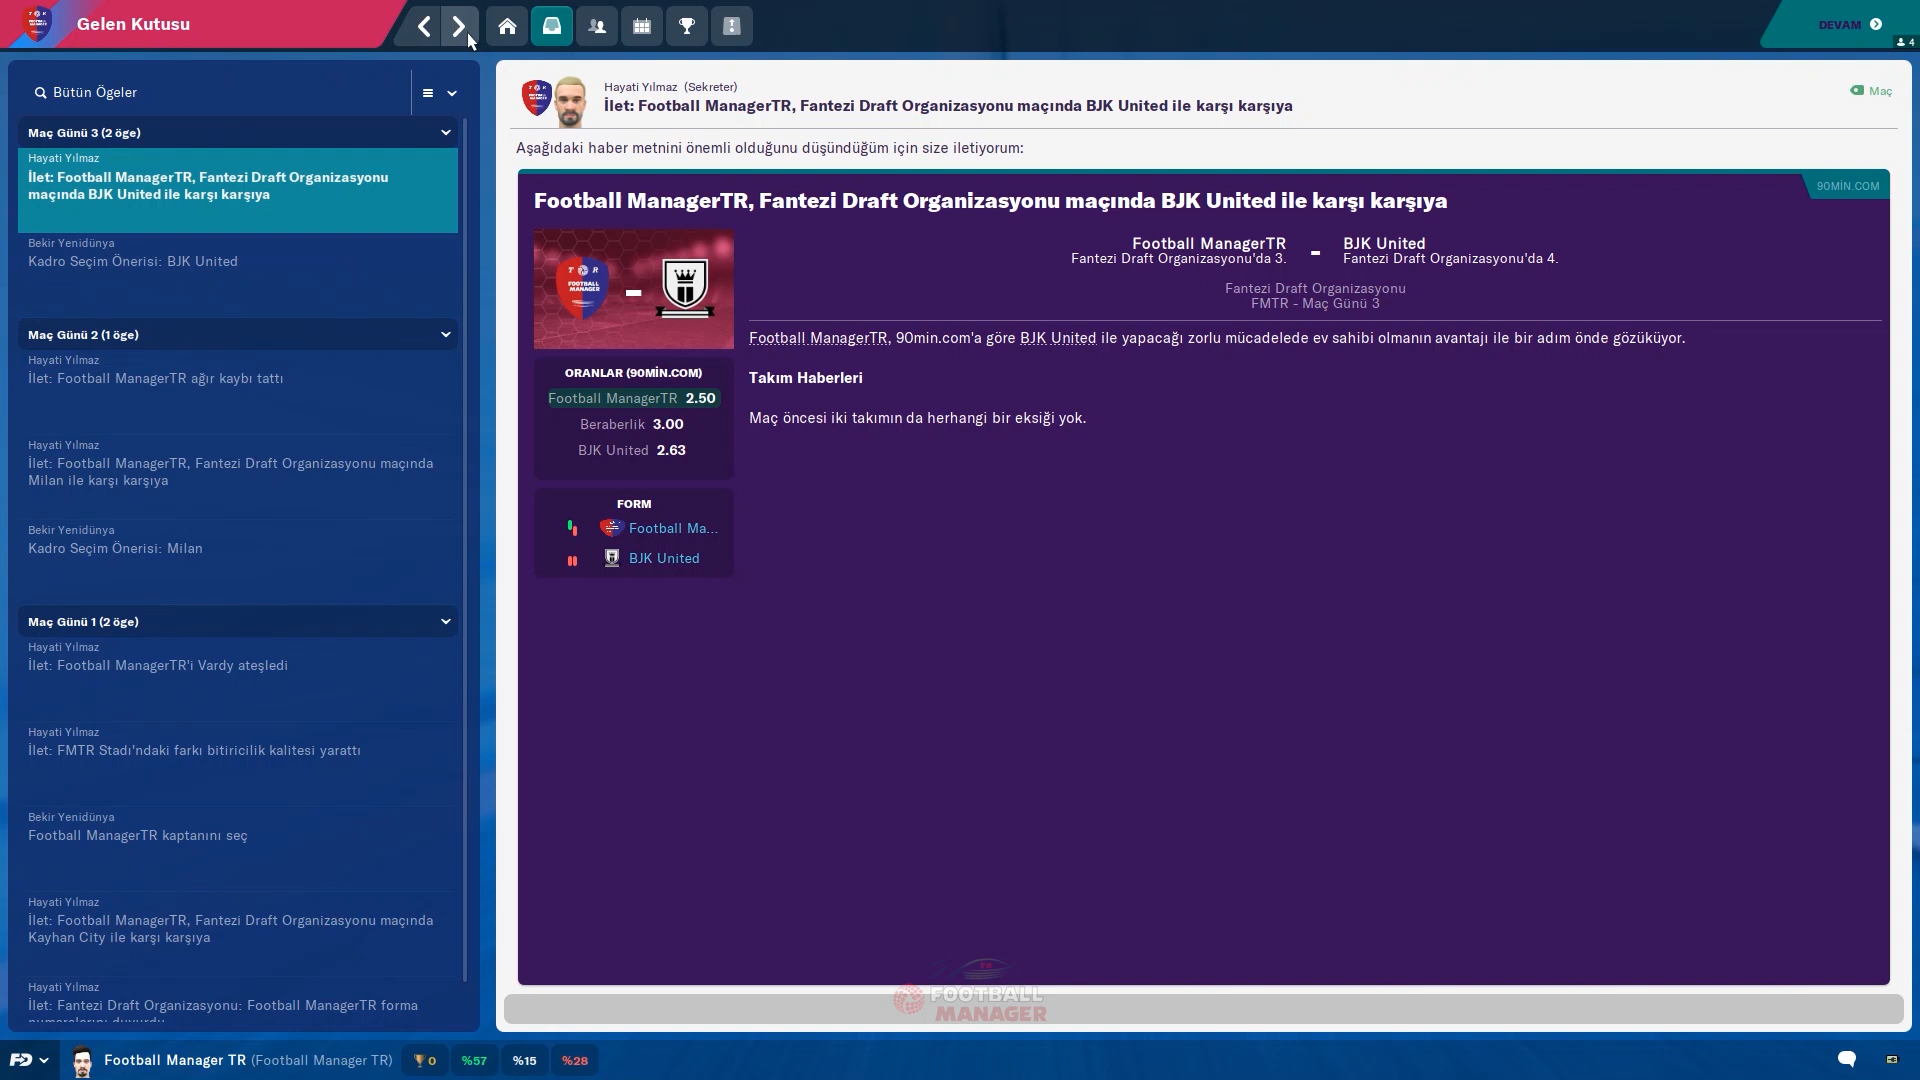 Gelen Kutusu
DEVAM
4
Bütün Ögeler
Maç Günü 3 (2 öge)
Hayati Yılmaz
İlet: Football ManagerTR, Fantezi Draft Organizasyonu
maçında BJK United ile karşı karşıya
Bekir Yenidünya
Kadro Seçim Önerisi: BJK United
Maç Günü 2 (1 öge)
Hayati Yılmaz
İlet: Football ManagerTR ağır kaybı tattı
Hayati Yılmaz
İlet: Football ManagerTR, Fantezi Draft Organizasyonu maçında
Milan ile karşı karşıya
Bekir Yenidünya
Kadro Seçim Önerisi: Milan
Maç Günü 1 (2 öge)
Hayati Yılmaz
İlet: Football ManagerTR'i Vardy ateşledi
Hayati Yılmaz
İlet: FMTR Stadı'ndaki farkı bitiricilik kalitesi yarattı
Bekir Yenidünya
Football ManagerTR kaptanını seç
Hayati Yılmaz
İlet: Football ManagerTR, Fantezi Draft Organizasyonu maçında
Kayhan City ile karşı karşıya
Hayati Yılmaz
İlet: Fantezi Draft Organizasyonu: Football ManagerTR forma
numaralarını duyurdu
Hayati Yılmaz (Sekreter)
İlet: Football ManagerTR, Fantezi Draft Organizasyonu maçında BJK United ile karşı karşıya
Maç
Aşağıdaki haber metnini önemli olduğunu düşündüğüm için size iletiyorum:
90MİN.COM
Football ManagerTR, Fantezi Draft Organizasyonu maçında BJK United ile karşı karşıya
T R
FOOTBALL
MANAGER
-
Football ManagerTR
Fantezi Draft Organizasyonu'da 3.
-
BJK United
Fantezi Draft Organizasyonu'da 4.
Fantezi Draft Organizasyonu
FMTR - Maç Günü 3
Football ManagerTR, 90min.com'a göre BJK United ile yapacağı zorlu mücadelede ev sahibi olmanın avantajı ile bir adım önde gözüküyor.
Takım Haberleri
Maç öncesi iki takımın da herhangi bir eksiği yok.
ORANLAR (90MİN.COM)
Football ManagerTR 2.50
Beraberlik 3.00
BJK United 2.63
FORM
Football Ma...
BJK United
FOOTBALL
MANAGER
FD
Football Manager TR (Football Manager TR)
0
%57
%15
%28